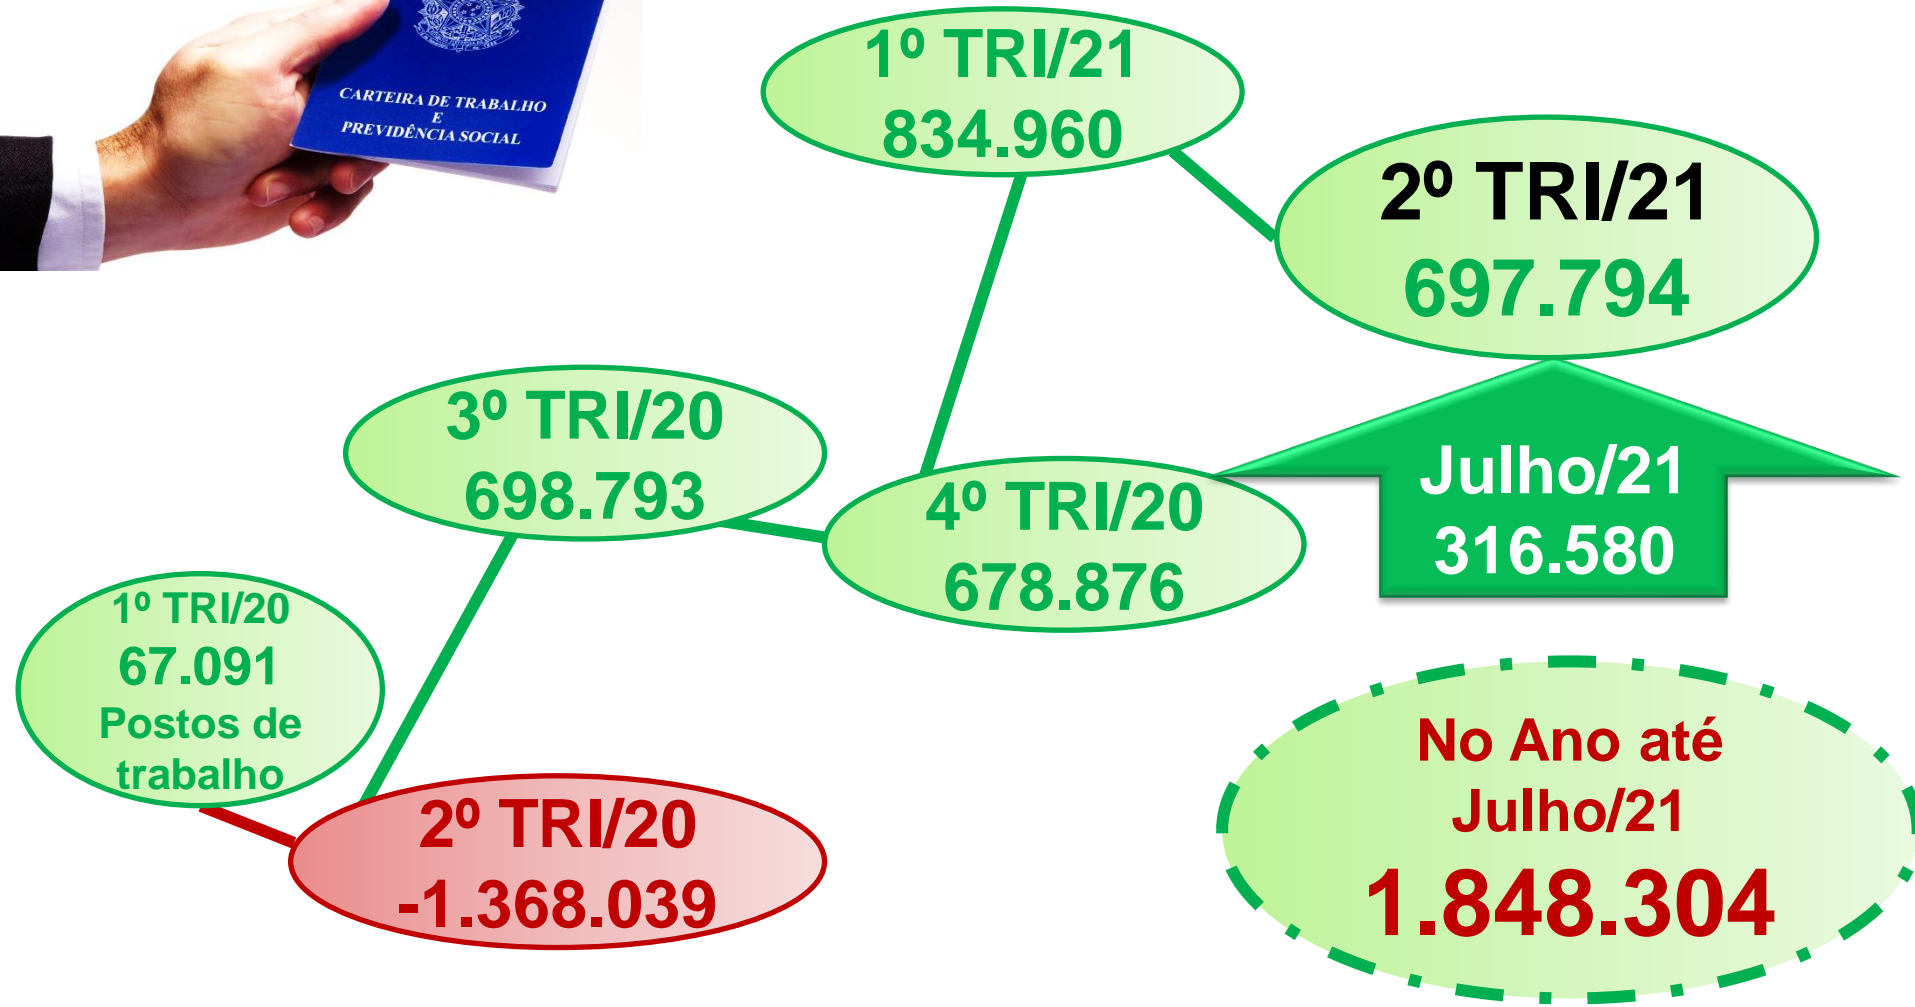 CARTEIRA DE TRABALHO
E
PREVIDÊNCIA SOCIAL
1º TRI/21
834.960
2º TRI/21
697.794
3º TRI/20
698.793
4º TRI/20
678.876
Julho/21
316.580
1º TRI/20
67.091
Postos de
trabalho
2º TRI/20
-1.368.039
No Ano até
Julho/21
1.848.304